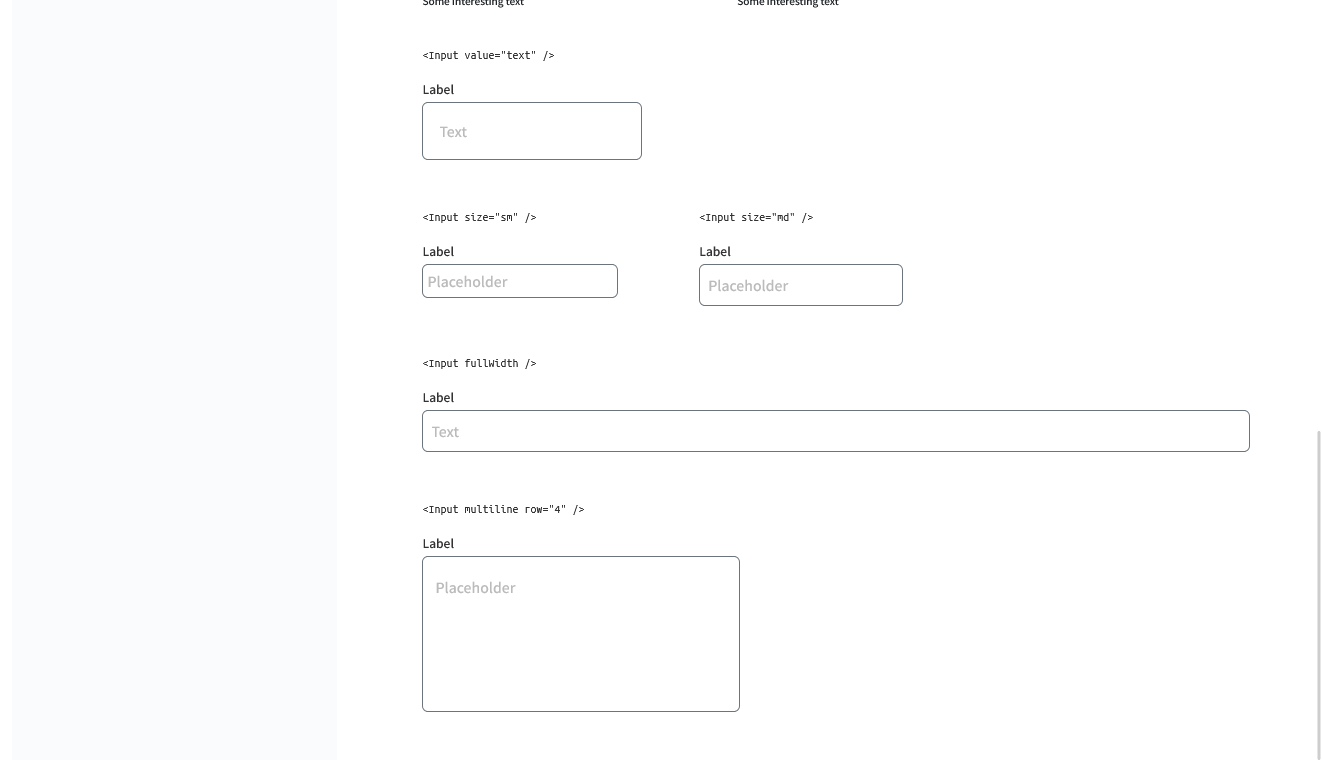 Some interesting text Some interesting text
<Input value="text" />
Label
Text
<Input size="sm" /> <Input size="md" />
Label Label
Placeholder Placeholder
<Input fullWidth />
Label
Text
<Input multiline row="4" />
Label
Placeholder